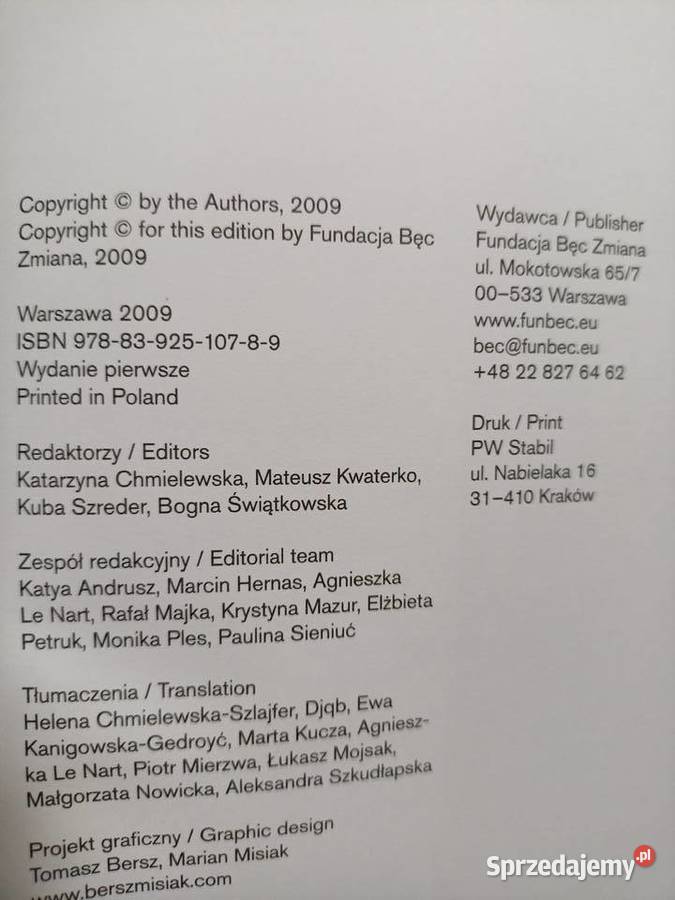 Copyright © by the Authors, 2009
Copyright © for this edition by Fundacja Bęc
Zmiana, 2009
Warszawa 2009
ISBN 978-83-925-107-8-9
Wydanie pierwsze
Printed in Poland
Redaktorzy / Editors
Katarzyna Chmielewska, Mateusz Kwaterko,
Kuba Szreder, Bogna Świątkowska
Zespół redakcyjny / Editorial team
Katya Andrusz, Marcin Hernas, Agnieszka
Le Nart, Rafał Majka, Krystyna Mazur, Elżbieta
Petruk, Monika Ples, Paulina Sieniuć
Tłumaczenia / Translation
Helena Chmielewska-Szlajfer, Djqb, Ewa
Kanigowska-Gedroyć, Marta Kucza, Agniesz-
ka Le Nart, Piotr Mierzwa, Łukasz Mojsak,
Małgorzata Nowicka, Aleksandra Szkudłapska
Projekt graficzny / Graphic design
Tomasz Bersz, Marian Misiak
www.berszmisiak.com
Wydawca / Publisher
Fundacja Bęc Zmiana
ul. Mokotowska 65/7
00–533 Warszawa
www.funbec.eu
bec@funbec.eu
+48 22 827 64 62
Druk / Print
PW Stabil
ul. Nabielaka 16
31–410 Kraków
Sprzedajemy.pl